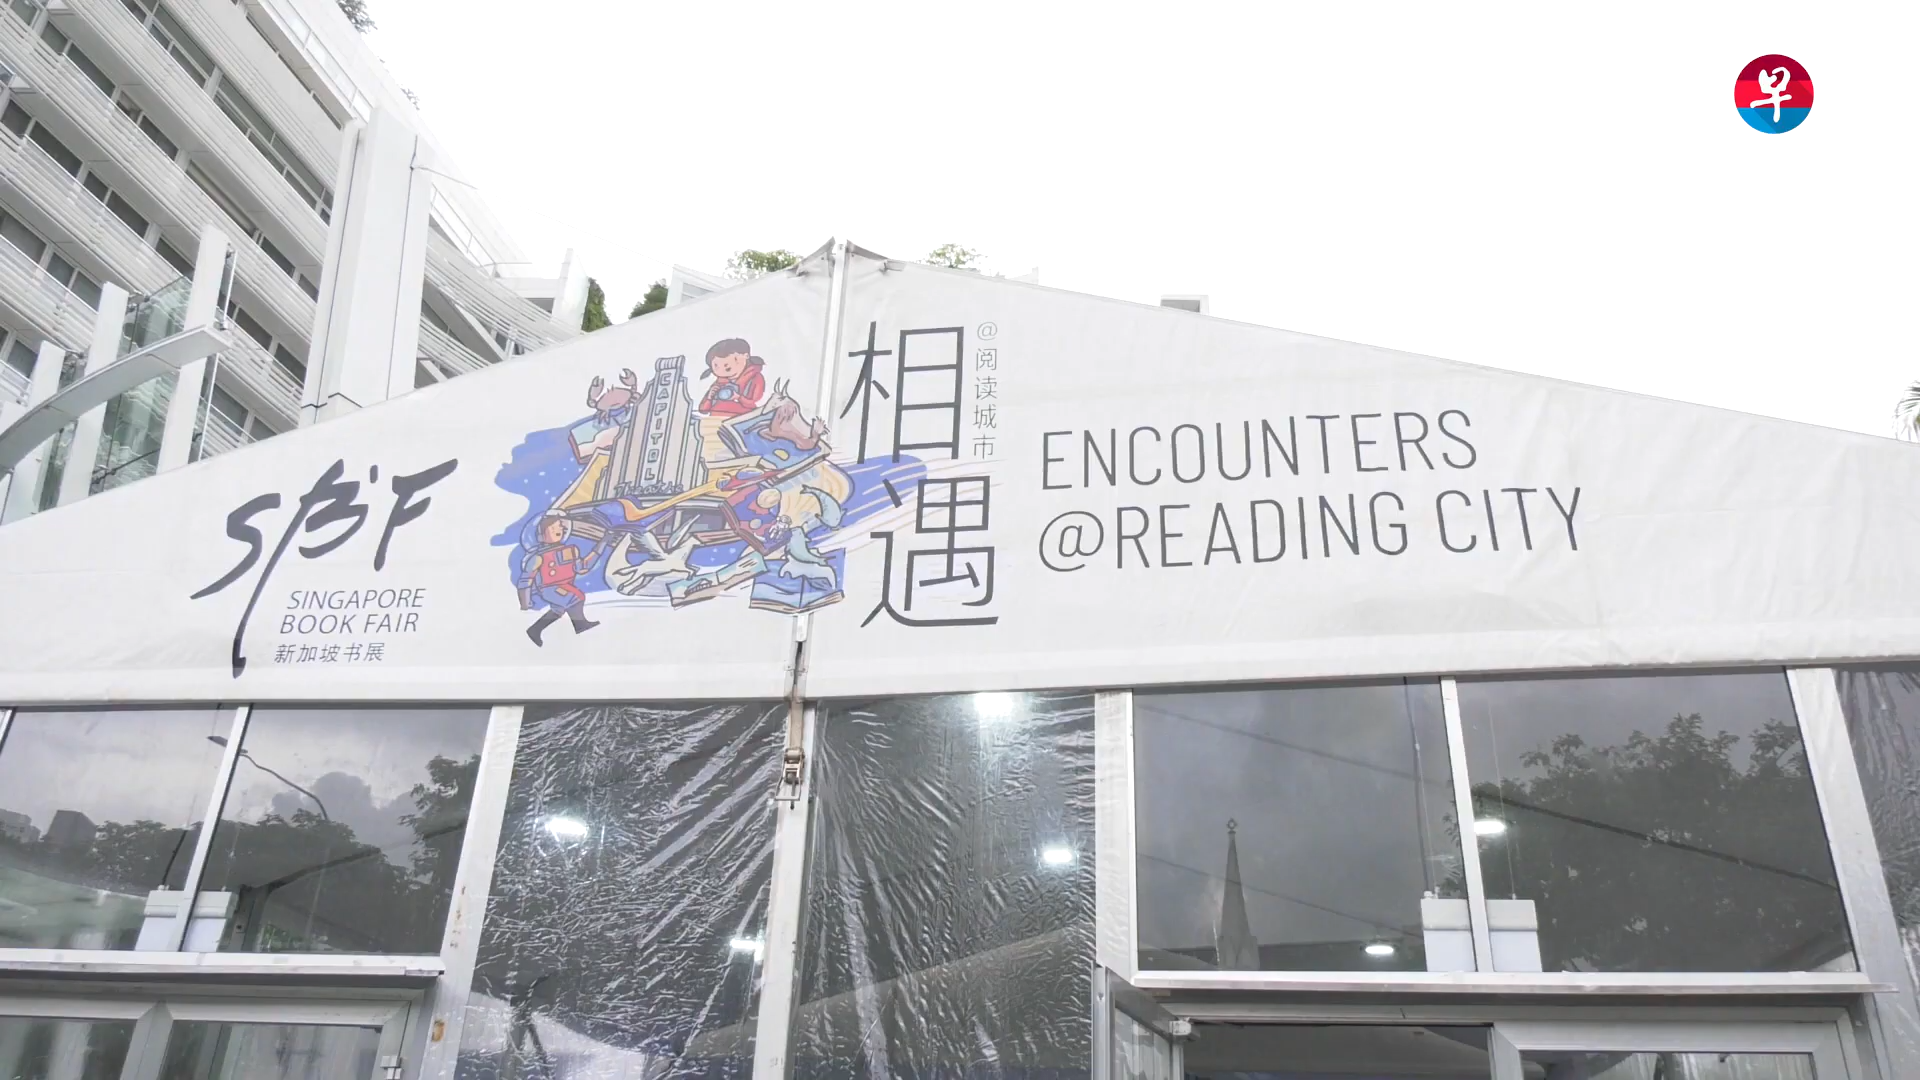 早
SBF
SINGAPORE
BOOK FAIR
新加坡书展
CAPITOL
Theatre
相遇
@阅读城市
ENCOUNTERS
@READING CITY